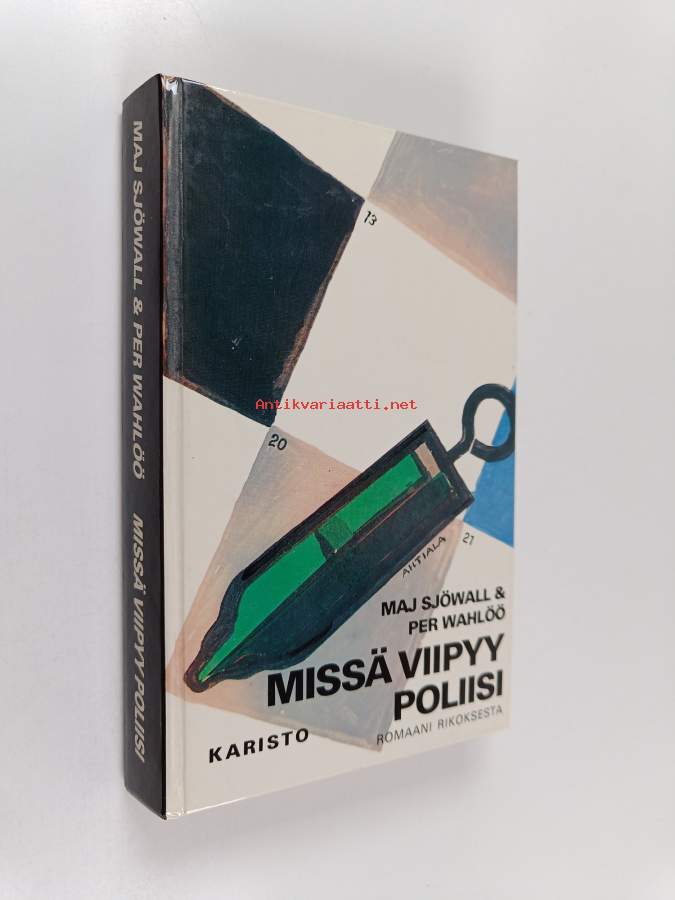 MAJ SJÖWALL & PER WAHLÖÖ MISSÄ VIIPYY POLIISI
13
Antikvariaatti.net
20
21
AIITIALA
MAJ SJÖWALL &
PER WAHLÖÖ
MISSÄ VIIPYY
POLIISI
ROMAANI RIKOKSESTA
KARISTO